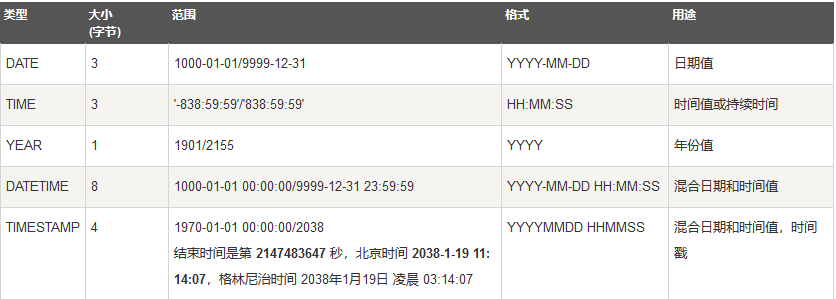 类型 大小 范围 格式 用途
(字节)
DATE 3 1000-01-01/9999-12-31 YYYY-MM-DD 日期值
TIME 3 '-838:59:59'/'838:59:59' HH:MM:SS 时间值或持续时间
YEAR 1 1901/2155 YYYY 年份值
DATETIME 8 1000-01-01 00:00:00/9999-12-31 23:59:59 YYYY-MM-DD HH:MM:SS 混合日期和时间值
TIMESTAMP 4 1970-01-01 00:00:00/2038 YYYYMMDD HHMMSS 混合日期和时间值，时间
结束时间是第 2147483647 秒，北京时间 2038-1-19 11: 戳
14:07，格林尼治时间 2038年1月19日 凌晨 03:14:07